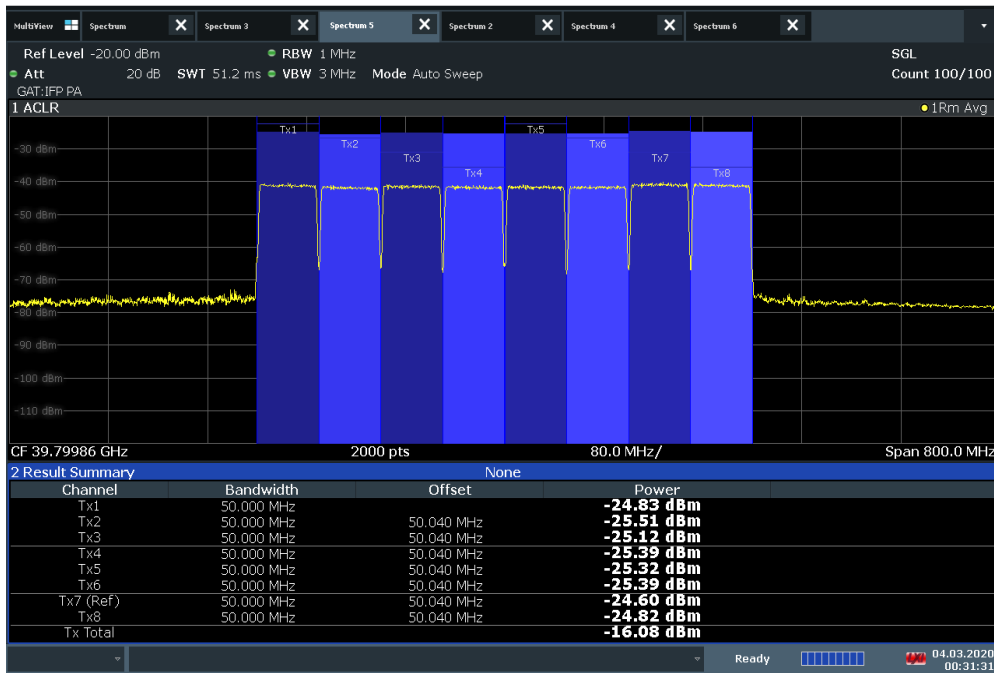 MultiView Spectrum Spectrum 3 Spectrum 5 Spectrum 2 Spectrum 4 Spectrum 6
Ref Level -20.00 dBm RBW 1 MHz SGL
Att 20 dB SWT 51.2 ms VBW 3 MHz Mode Auto Sweep Count 100/100
GAT:IFP PA
1 ACLR 1Rm Avg
Tx1 Tx5
Tx2 Tx6
-30 dBm
Tx3 Tx7
Tx4 Tx8
-40 dBm
-50 dBm
-60 dBm
-70 dBm
-80 dBm
-90 dBm
-100 dBm
-110 dBm
CF 39.79986 GHz 2000 pts 80.0 MHz/ Span 800.0 MHz
2 Result Summary None
Channel Bandwidth Offset Power
Tx1 50.000 MHz -24.83 dBm
Tx2 50.000 MHz 50.040 MHz -25.51 dBm
Tx3 50.000 MHz 50.040 MHz -25.12 dBm
Tx4 50.000 MHz 50.040 MHz -25.39 dBm
Tx5 50.000 MHz 50.040 MHz -25.32 dBm
Tx6 50.000 MHz 50.040 MHz -25.39 dBm
Tx7 (Ref) 50.000 MHz 50.040 MHz -24.60 dBm
Tx8 50.000 MHz 50.040 MHz -24.82 dBm
Tx Total -16.08 dBm
Ready 04.03.2020
00:31:31